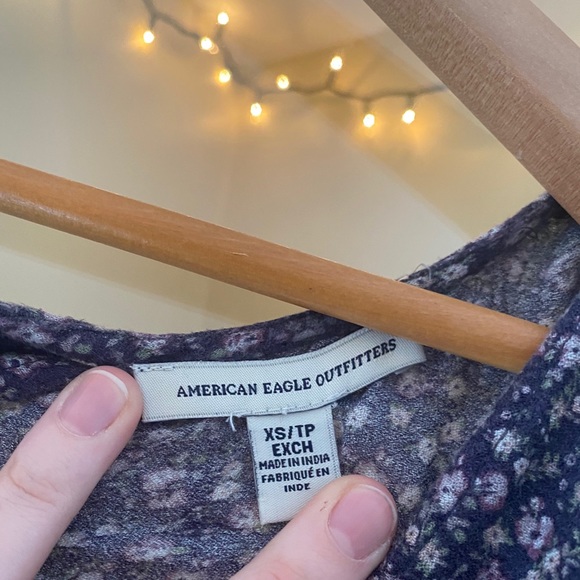 AMERICAN EAGLE OUTFITTERS
XS/TP
EXCH
MADE IN INDIA
FABRIQUÉ EN
INDE